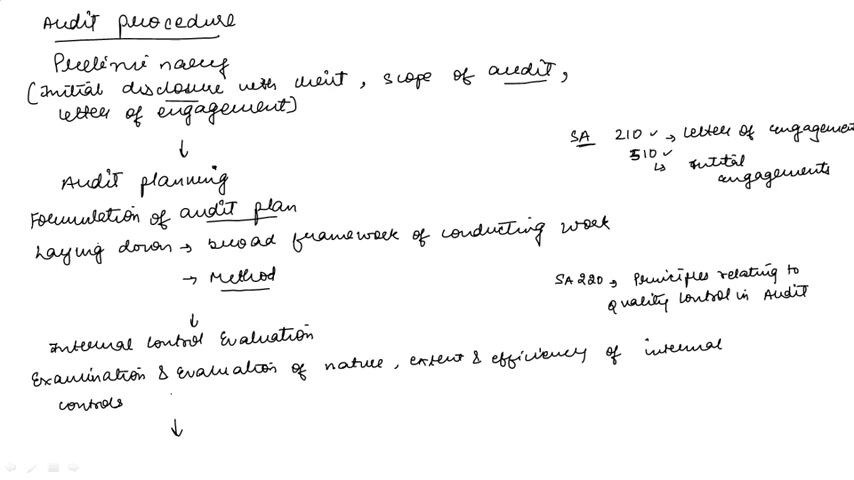 Audit procedure
Preliminary
(Initial disclosure with client, scope of audit,
letter of engagement)
↓
SA 210 ✓ → letter of engagement
510 ✓
↳ Initial
engagements
Audit planning
Formulation of audit plan
Laying down → broad framework of conducting work
→ Method
SA 220 → Principles relating to
quality control in Audit
↓
Internal control Evaluation
Examination & evaluation of nature, extent & efficiency of internal
controls
↓